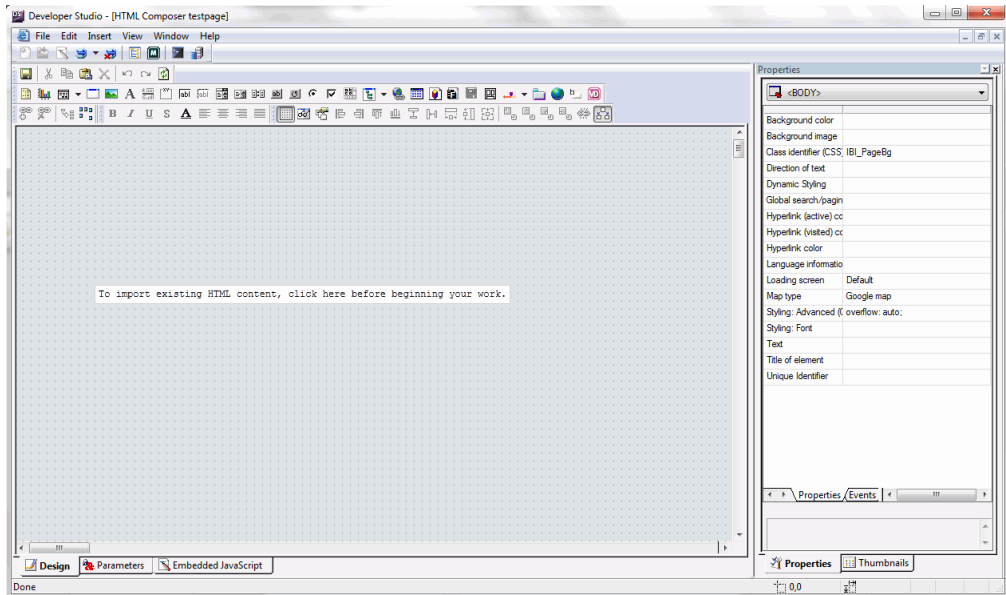 Developer Studio - [HTML Composer testpage]
File Edit Insert View Window Help
Properties
<BODY>
Background color
Background image
Class identifier (CSS) IBI_PageBg
Direction of text
Dynamic Styling
Global search/pagin
Hyperlink (active) cc
Hyperlink (visited) cc
Hyperlink color
Language informatio
Loading screen Default
Map type Google map
Styling: Advanced (C overflow: auto;
Styling: Font
Text
Title of element
Unique Identifier
To import existing HTML content, click here before beginning your work.
Properties Events
Design Parameters Embedded JavaScript
Properties Thumbnails
Done
0,0